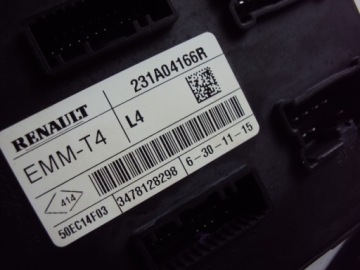 RENAULT
231A04166R
EMM-T4
L4
414
3478128298
6-30-11-15
50EC14F03